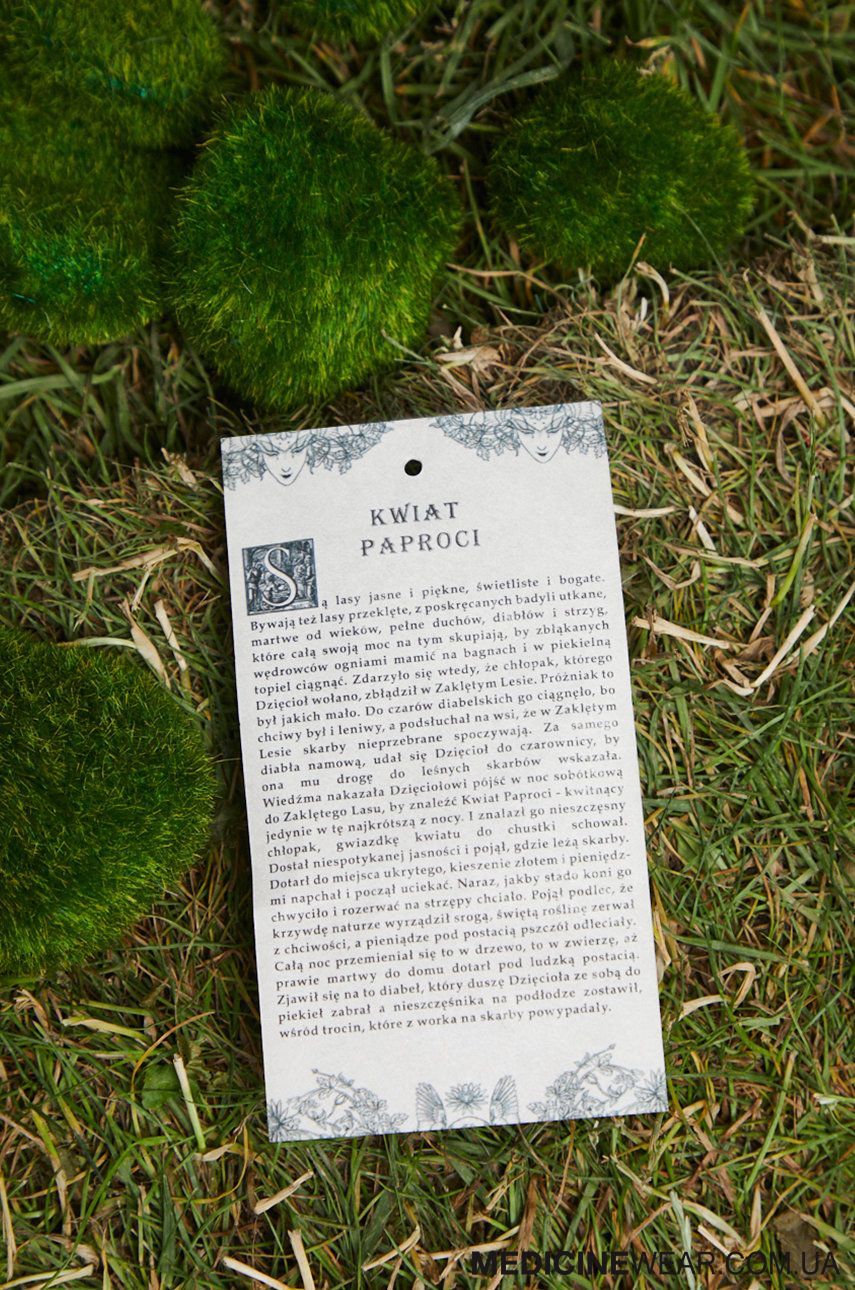 KWIAT
PAPROCI
Są lasy jasne i piękne, świetliste i bogate.
Bywają też lasy przeklęte, z poskręcanych badyli utkane,
martwe od wieków, pełne duchów, diabłów i strzyg,
które całą swoją moc na tym skupiają, by zbłąkanych
wędrowców ogniami mamić na bagnach i w piekielną
topiel ciągnąć. Zdarzyło się wtedy, że chłopak, którego
Dzięcioł wołano, zbłądził w Zaklętym Lesie. Próżniak to
był jakich mało. Do czarów diabelskich go ciągnęło, bo
chciwy był i leniwy, a podsłuchał na wsi, że w Zaklętym
Lesie skarby nieprzebrane spoczywają. Za samego
diabła namową, udał się Dzięcioł do czarownicy, by
ona mu drogę do leśnych skarbów wskazała.
Wiedźma nakazała Dzięciołowi pójść w noc sobótkową
do Zaklętego Lasu, by znaleźć Kwiat Paproci - kwitnący
jedynie w tę najkrótszą z nocy. I znalazł go nieszczęsny
chłopak, gwiazdkę kwiatu do chustki schował.
Dostał niespotykanej jasności i pojął, gdzie leżą skarby.
Dotarł do miejsca ukrytego, kieszenie złotem i pieniędz-
mi napchał i począł uciekać. Naraz, jakby stado koni go
chwyciło i rozerwać na strzępy chciało. Pojął podlec, że
krzywdę naturze wyrządził srogą, świętą roślinę zerwał
z chciwości, a pieniądze pod postacią pszczół odleciały.
Całą noc przemieniał się to w drzewo, to w zwierzę, aż
prawie martwy do domu dotarł pod ludzką postacią.
Zjawił się na to diabeł, który duszę Dzięcioła ze sobą do
piekieł zabrał a nieszczęśnika na podłodze zostawił,
wśród trocin, które z worka na skarby powypadały.
MEDICINEWEAR.COM.UA